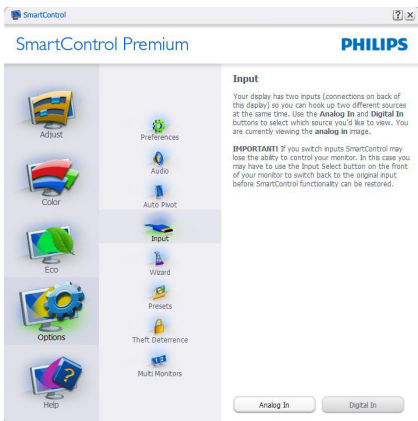 SmartControl
SmartControl Premium
PHILIPS
Adjust
Color
Eco
Options
Help
Preferences
Audio
Auto Pivot
Input
Wizard
Presets
Theft Deterrence
Multi Monitors
Input
Your display has two inputs (connections on back of
this display) so you can hook up two different sources
at the same time. Use the Analog In and Digital In
buttons to select which source you'd like to view. You
are currently viewing the analog in image.
IMPORTANT! If you switch inputs SmartControl may
lose the ability to control your monitor. In this case you
may have to use the Input Select button on the front
of your monitor to switch back to the original input
before SmartControl functionality can be restored.
Analog In
Digital In